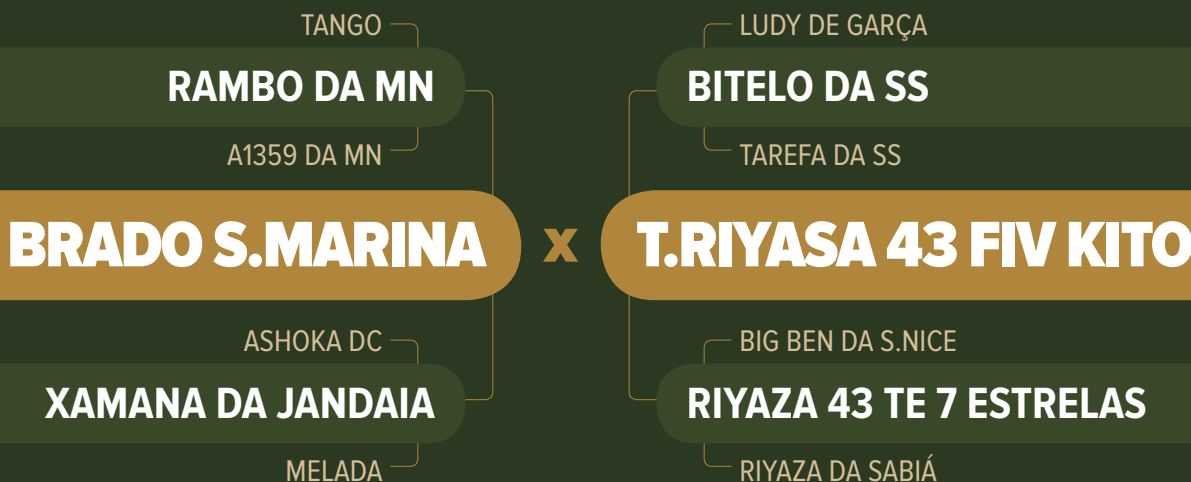 TANGO
RAMBO DA MN
A1359 DA MN
BRADO S.MARINA
ASHOKA DC
XAMANA DA JANDAIA
MELADA
X
LUDY DE GARÇA
BITELO DA SS
TAREFA DA SS
T.RIYASA 43 FIV KITO
BIG BEN DA S.NICE
RIYAZA 43 TE 7 ESTRELAS
RIYAZA DA SABIÁ